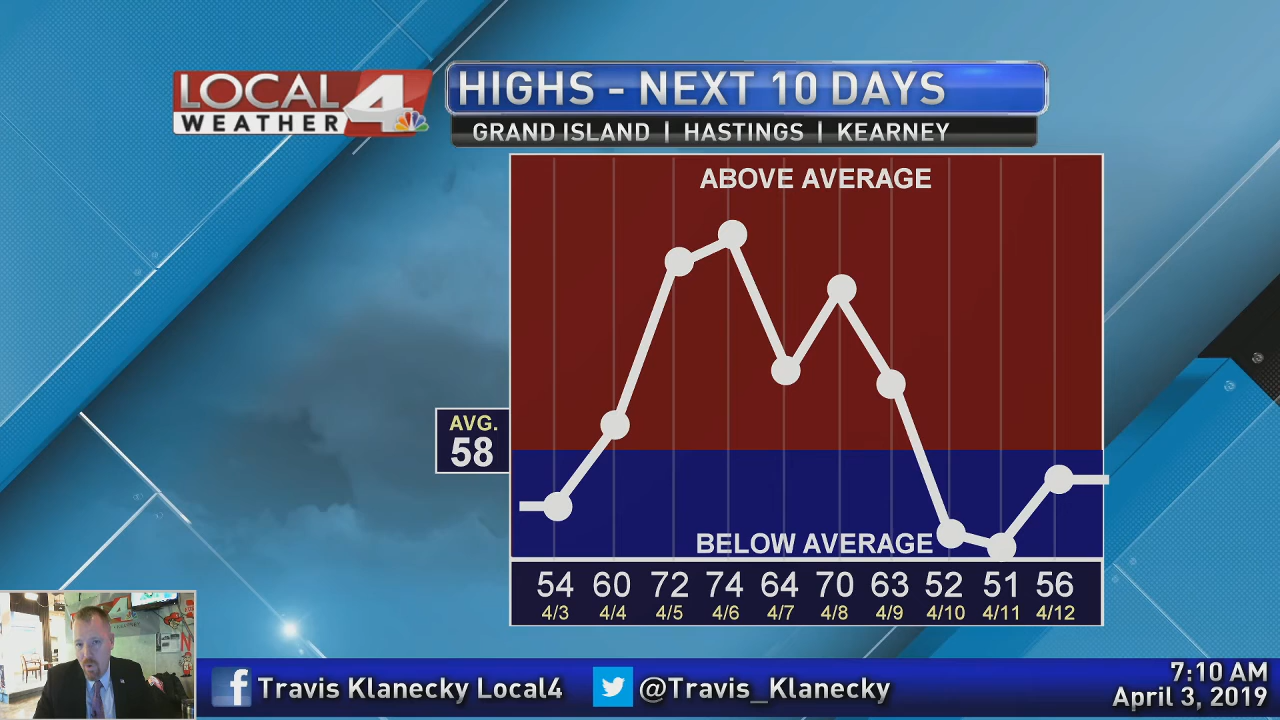 LOCAL 4
WEATHER
HIGHS - NEXT 10 DAYS
GRAND ISLAND | HASTINGS | KEARNEY
ABOVE AVERAGE
AVG.
58
BELOW AVERAGE
54 60 72 74 64 70 63 52 51 56
4/3 4/4 4/5 4/6 4/7 4/8 4/9 4/10 4/11 4/12
f Travis Klanecky Local4 @Travis_Klanecky
7:10 AM
April 3, 2019